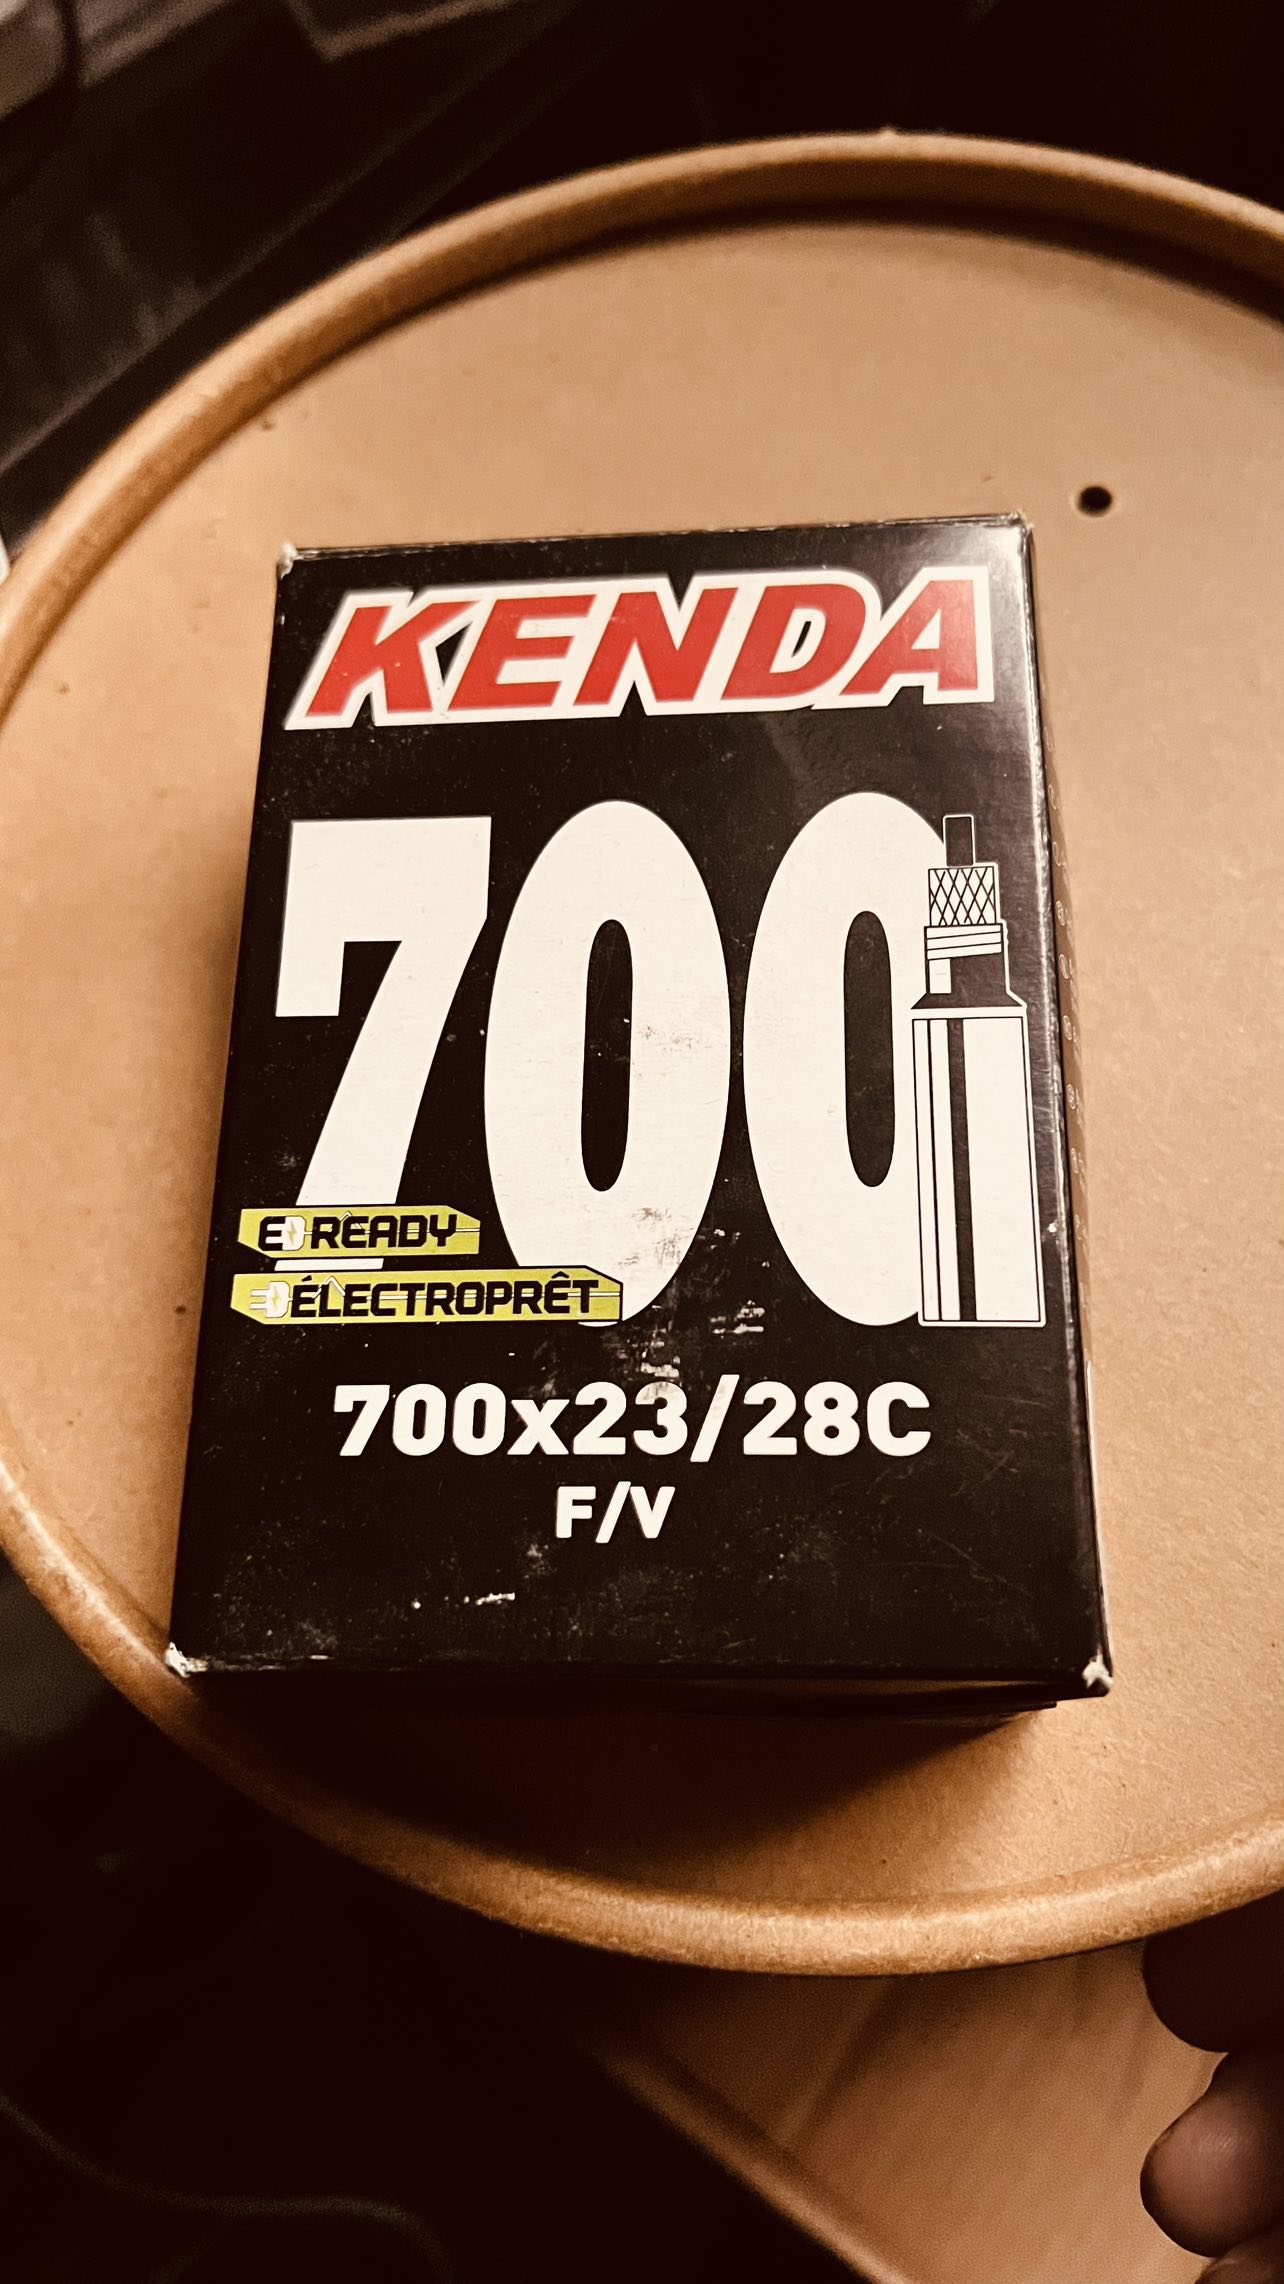 KENDA
700
E READY
E ÉLECTROPRÊT
700x23/28C
F/V